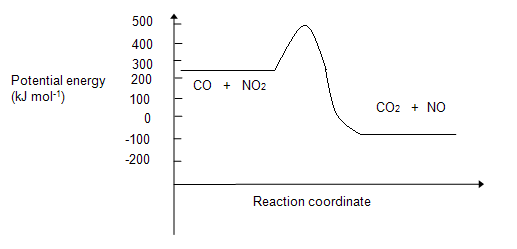 500
400
300
200
100
0
-100
-200
Potential energy
(kJ mol-1)
CO + NO2
CO2 + NO
Reaction coordinate